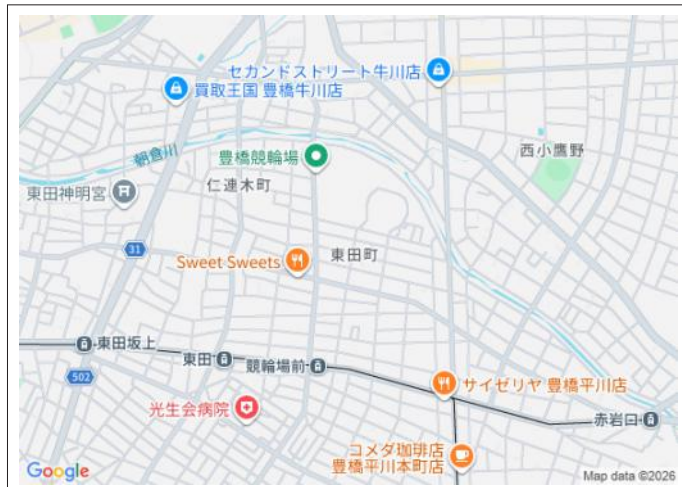 セカンドストリート牛川店
買取王国 豊橋牛川店
朝倉川
豊橋競輪場
西小鷹野
仁連木町
東田神明宮
31
東田町
Sweet Sweets
東田坂上
東田
競輪場前
502
サイゼリヤ 豊橋平川店
光生会病院
赤岩口
コメダ珈琲店
豊橋平川本町店
Google
Map data ©2026